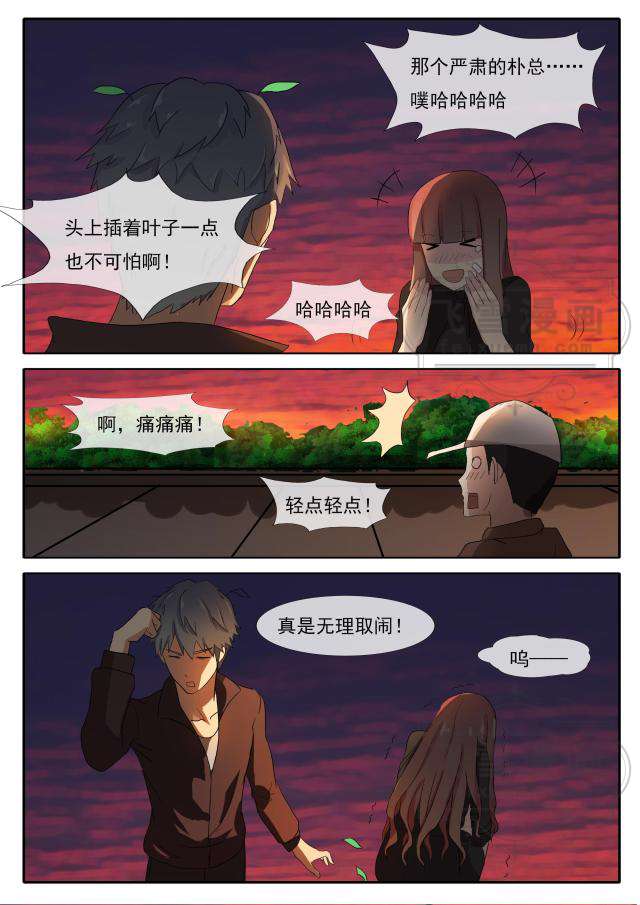 那个严肃的朴总……
噗哈哈哈哈
头上插着叶子一点
也不可怕啊！
哈哈哈哈
啊，痛痛痛！
轻点轻点！
真是无理取闹！
呜——